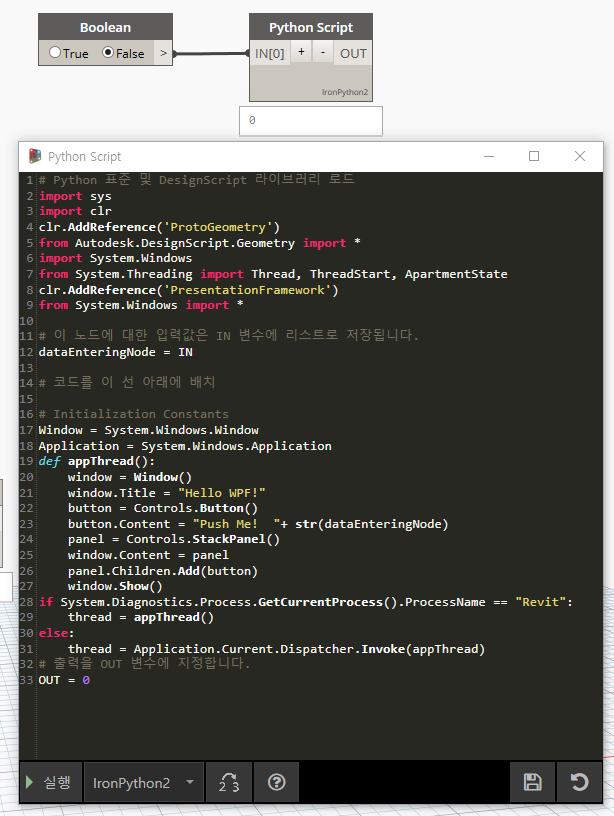 Boolean
True False >
Python Script
IN[0] + - OUT
IronPython2
0
Python Script
1 # Python 표준 및 DesignScript 라이브러리 로드
2 import sys
3 import clr
4 clr.AddReference('ProtoGeometry')
5 from Autodesk.DesignScript.Geometry import *
6 import System.Windows
7 from System.Threading import Thread, ThreadStart, ApartmentState
8 clr.AddReference('PresentationFramework')
9 from System.Windows import *
10
11 # 이 노드에 대한 입력값은 IN 변수에 리스트로 저장됩니다.
12 dataEnteringNode = IN
13
14 # 코드를 이 선 아래에 배치
15
16 # Initialization Constants
17 Window = System.Windows.Window
18 Application = System.Windows.Application
19 def appThread():
20     window = Window()
21     window.Title = "Hello WPF!"
22     button = Controls.Button()
23     button.Content = "Push Me!  "+ str(dataEnteringNode)
24     panel = Controls.StackPanel()
25     window.Content = panel
26     panel.Children.Add(button)
27     window.Show()
28 if System.Diagnostics.Process.GetCurrentProcess().ProcessName == "Revit":
29     thread = appThread()
30 else:
31     thread = Application.Current.Dispatcher.Invoke(appThread)
32 # 출력을 OUT 변수에 지정합니다.
33 OUT = 0
실행 IronPython2 2 3 ?